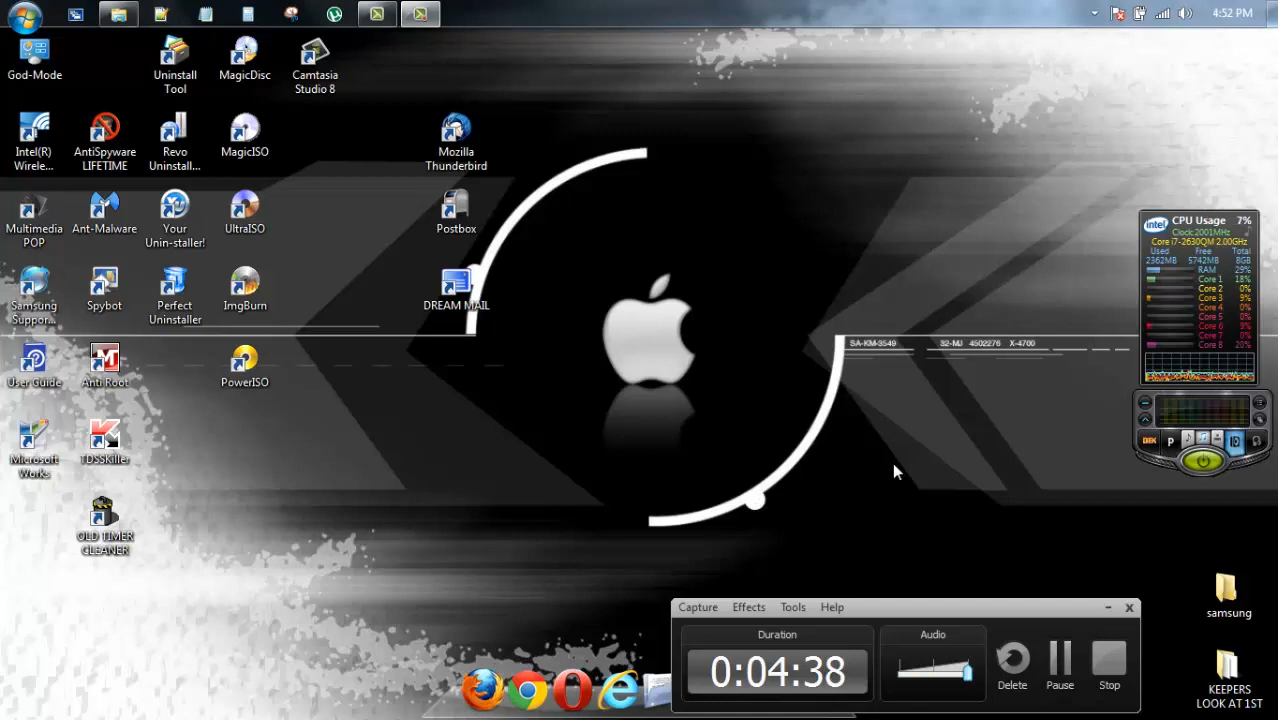 4:52 PM
God-Mode
Uninstall
Tool
MagicDisc
Camtasia
Studio 8
Intel(R)
Wirele...
AntiSpyware
LIFETIME
Revo
Uninstall...
MagicISO
Mozilla
Thunderbird
Multimedia
POP
Ant-Malware
Your
Unin-staller!
UltraISO
Postbox
Samsung
Suppor...
Spybot
Perfect
Uninstaller
ImgBurn
DREAM MAIL
User Guide
Anti Root
PowerISO
Microsoft
Works
TDSSKiller
OLD TIMER
CLEANER
SA-KM-3549 32-MJ 4502276 X-4700
intel
CPU Usage 7%
Clock:2001MHz
Core i7-2630QM 2.00GHz
Used Free Total
2362MB 5742MB 8GB
RAM 29%
Core 1 18%
Core 2 0%
Core 3 9%
Core 4 0%
Core 5 0%
Core 6 9%
Core 7 0%
Core 8 20%
P
samsung
KEEPERS
LOOK AT 1ST
Capture Effects Tools Help
Duration
0:04:38
Audio
Delete
Pause
Stop